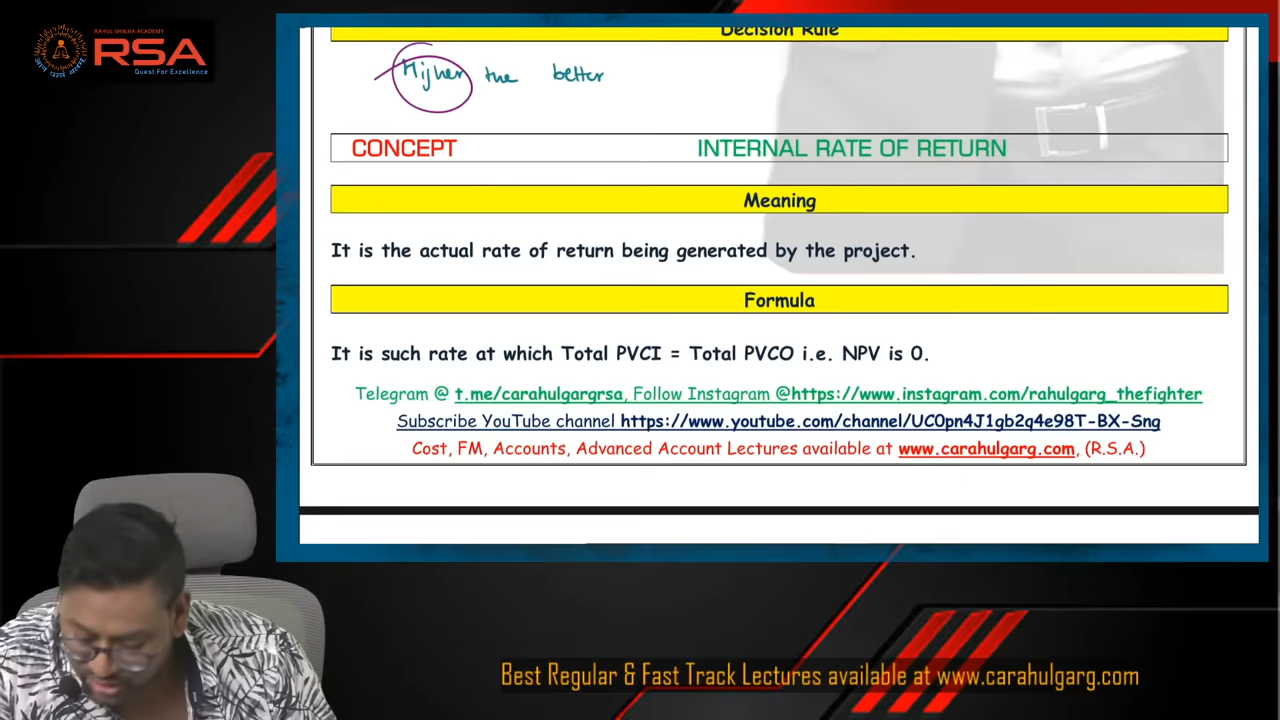 RAHUL SHIKHA ACADEMY
RSA
Quest For Excellence
Decision Rule
Higher the better
CONCEPT INTERNAL RATE OF RETURN
Meaning
It is the actual rate of return being generated by the project.
Formula
It is such rate at which Total PVCI = Total PVCO i.e. NPV is 0.
Telegram @ t.me/carahulgargrsa, Follow Instagram @https://www.instagram.com/rahulgarg_thefighter
Subscribe YouTube channel https://www.youtube.com/channel/UC0pn4J1gb2q4e98T-BX-Sng
Cost, FM, Accounts, Advanced Account Lectures available at www.carahulgarg.com, (R.S.A.)
Best Regular & Fast Track Lectures available at www.carahulgarg.com